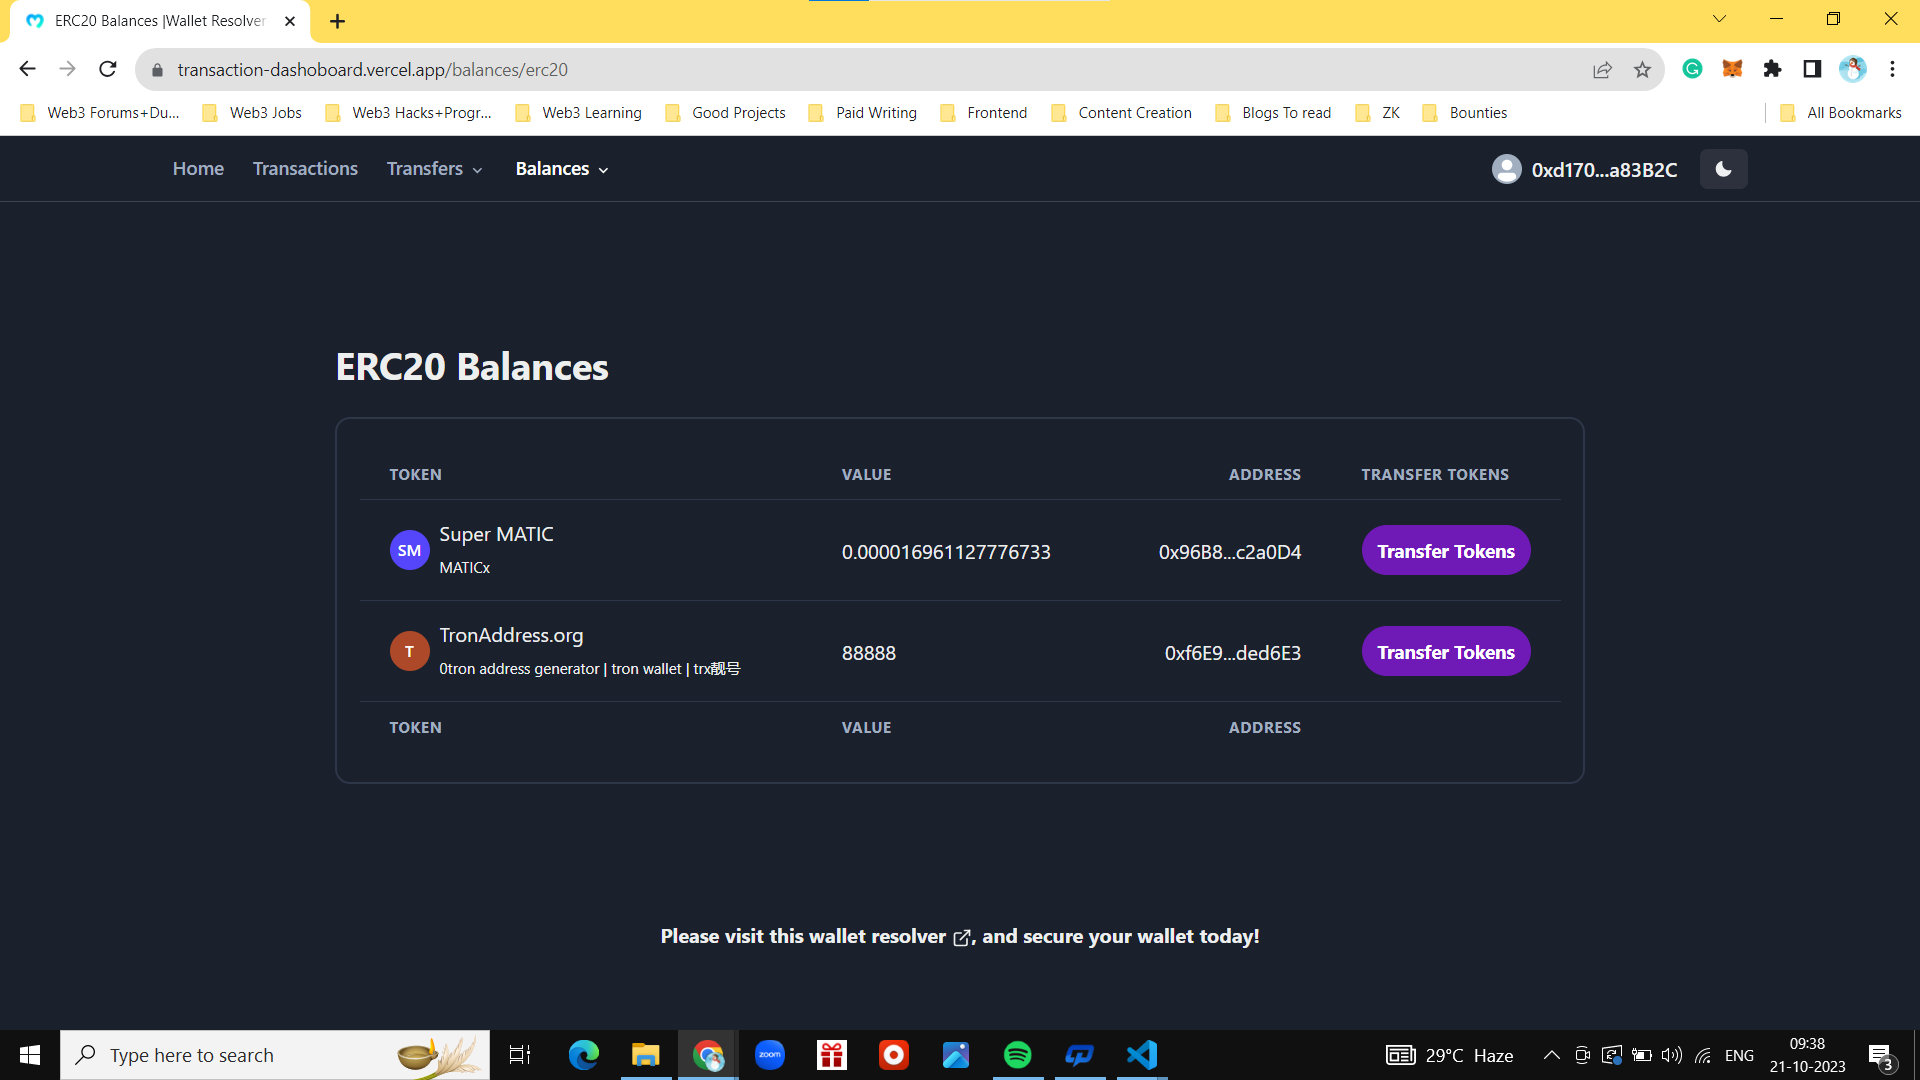 ERC20 Balances |Wallet Resolver
transaction-dashoboard.vercel.app/balances/erc20
Web3 Forums+Du... Web3 Jobs Web3 Hacks+Progr... Web3 Learning Good Projects Paid Writing Frontend Content Creation Blogs To read ZK Bounties All Bookmarks
Home Transactions Transfers Balances 0xd170...a83B2C
ERC20 Balances
TOKEN VALUE ADDRESS TRANSFER TOKENS
SM Super MATIC
MATICx
0.000016961127776733 0x96B8...c2a0D4 Transfer Tokens
T TronAddress.org
0tron address generator | tron wallet | trx靓号
88888 0xf6E9...ded6E3 Transfer Tokens
TOKEN VALUE ADDRESS
Please visit this wallet resolver , and secure your wallet today!
Type here to search
zoom
29°C Haze
ENG
09:38
21-10-2023
3